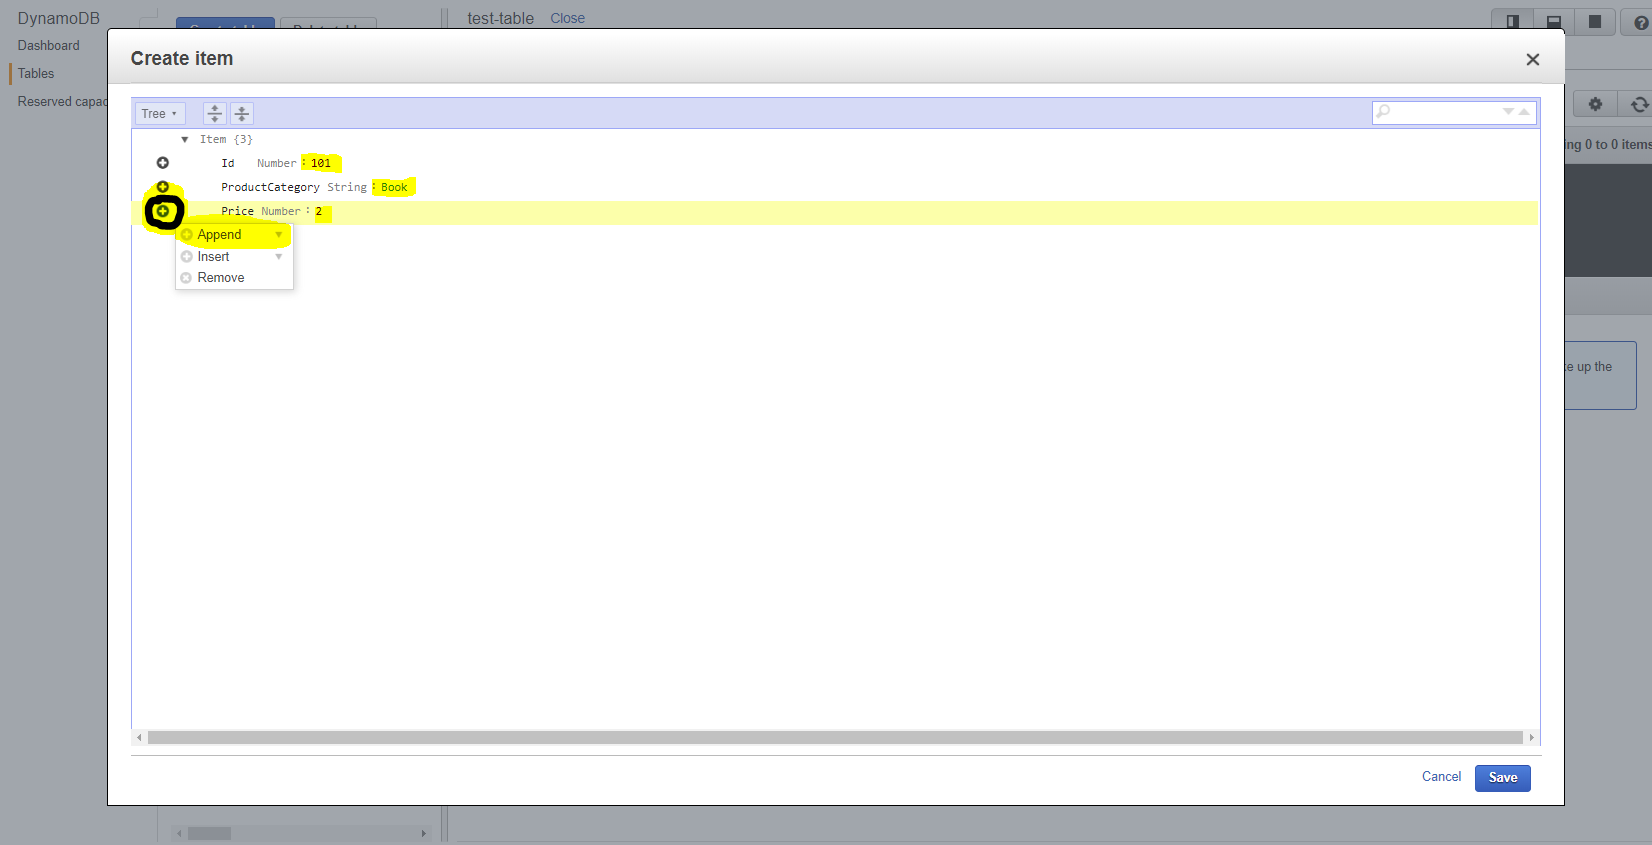 DynamoDB
Dashboard
Tables
Reserved capac
test-table Close
Create item
Tree
Item {3}
Id Number : 101
ProductCategory String : Book
Price Number : 2
Append
Insert
Remove
ing 0 to 0 items
ke up the
Cancel Save